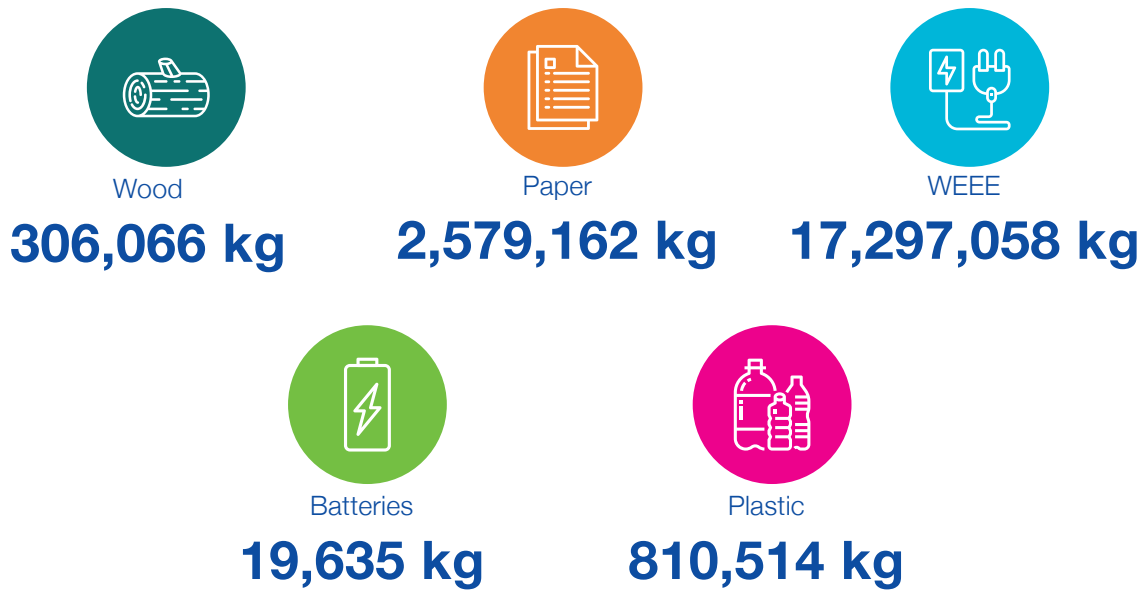 Wood
306,066 kg
Paper
2,579,162 kg
WEEE
17,297,058 kg
Batteries
19,635 kg
Plastic
810,514 kg